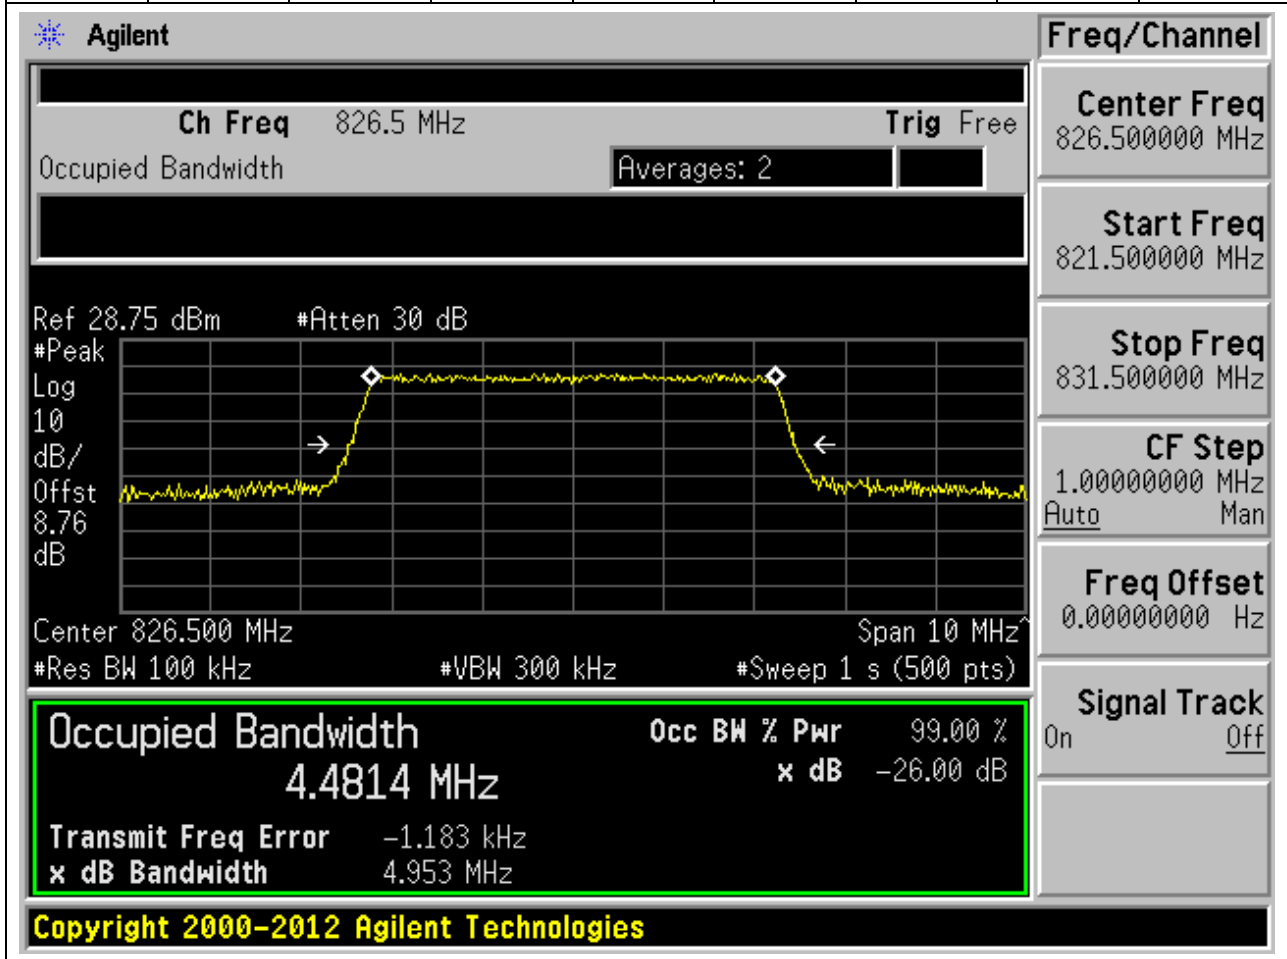 Agilent
Freq/Channel
Ch Freq 826.5 MHz Trig Free
Occupied Bandwidth Averages: 2
Center Freq
826.500000 MHz
Start Freq
821.500000 MHz
Stop Freq
831.500000 MHz
CF Step
1.00000000 MHz
Auto Man
Freq Offset
0.00000000 Hz
Signal Track
On Off
Ref 28.75 dBm #Atten 30 dB
#Peak
Log
10
dB/
Offst
8.76
dB
Center 826.500 MHz Span 10 MHz^
#Res BW 100 kHz #VBW 300 kHz #Sweep 1 s (500 pts)
Occupied Bandwidth
4.4814 MHz
Occ BW % Pwr 99.00 %
x dB -26.00 dB
Transmit Freq Error -1.183 kHz
x dB Bandwidth 4.953 MHz
Copyright 2000-2012 Agilent Technologies